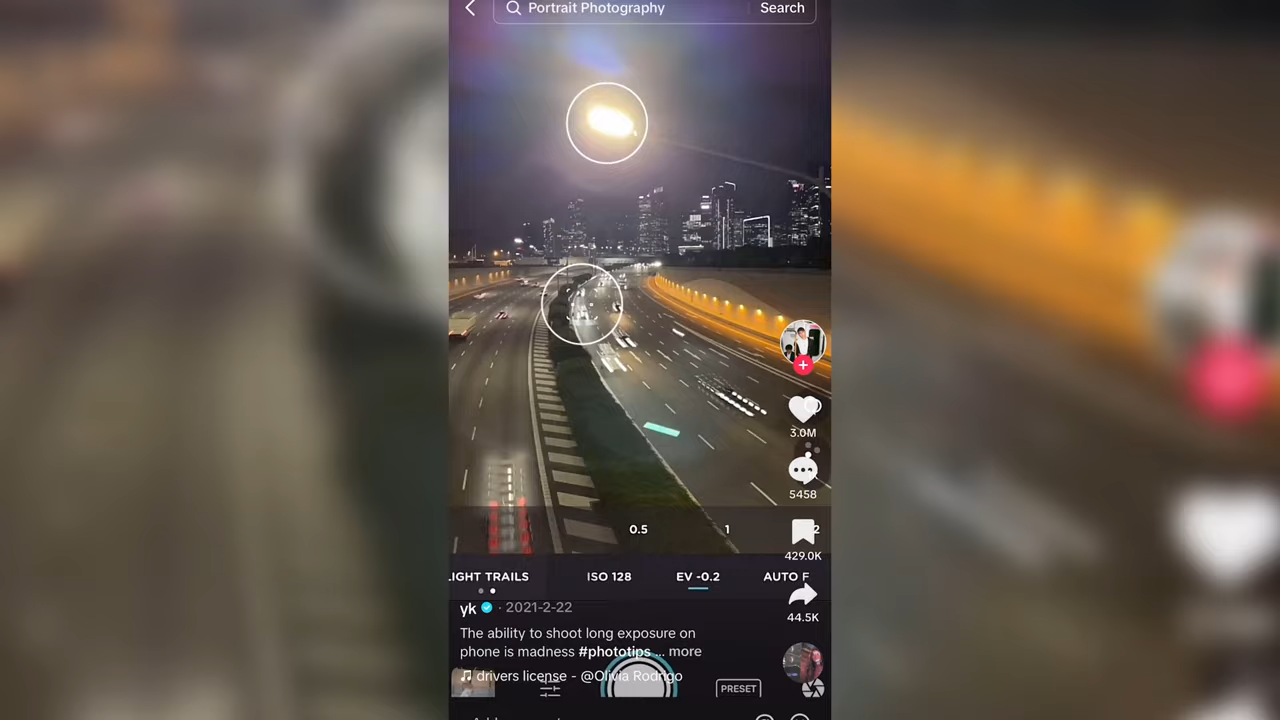 Portrait Photography
Search
3.0M
5458
0.5
1
2
429.0K
LIGHT TRAILS
ISO 128
EV -0.2
AUTO F
44.5K
yk · 2021-2-22
The ability to shoot long exposure on
phone is madness #phototips ... more
drivers license - @Olivia Rodrigo
PRESET